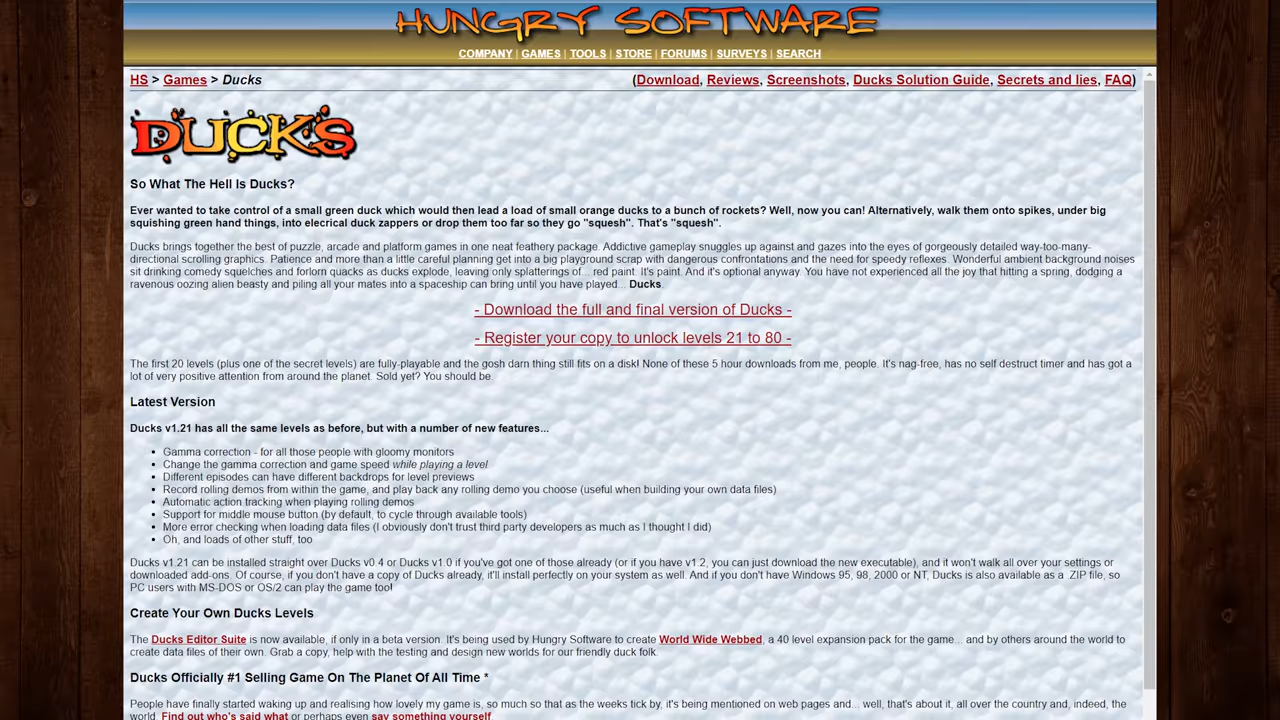 HUNGRY SOFTWARE
COMPANY | GAMES | TOOLS | STORE | FORUMS | SURVEYS | SEARCH
HS > Games > Ducks (Download, Reviews, Screenshots, Ducks Solution Guide, Secrets and lies, FAQ)
DUCKS
So What The Hell Is Ducks?
Ever wanted to take control of a small green duck which would then lead a load of small orange ducks to a bunch of rockets? Well, now you can! Alternatively, walk them onto spikes, under big
squishing green hand things, into elecrical duck zappers or drop them too far so they go "squesh". That's "squesh".
Ducks brings together the best of puzzle, arcade and platform games in one neat feathery package. Addictive gameplay snuggles up against and gazes into the eyes of gorgeously detailed way-too-many-
directional scrolling graphics. Patience and more than a little careful planning get into a big playground scrap with dangerous confrontations and the need for speedy reflexes. Wonderful ambient background noises
sit drinking comedy squelches and forlorn quacks as ducks explode, leaving only splatterings of... red paint. It's paint. And it's optional anyway. You have not experienced all the joy that hitting a spring, dodging a
ravenous oozing alien beasty and piling all your mates into a spaceship can bring until you have played... Ducks.
- Download the full and final version of Ducks -
- Register your copy to unlock levels 21 to 80 -
The first 20 levels (plus one of the secret levels) are fully-playable and the gosh darn thing still fits on a disk! None of these 5 hour downloads from me, people. It's nag-free, has no self destruct timer and has got a
lot of very positive attention from around the planet. Sold yet? You should be.
Latest Version
Ducks v1.21 has all the same levels as before, but with a number of new features...
• Gamma correction - for all those people with gloomy monitors
• Change the gamma correction and game speed while playing a level
• Different episodes can have different backdrops for level previews
• Record rolling demos from within the game, and play back any rolling demo you choose (useful when building your own data files)
• Automatic action tracking when playing rolling demos
• Support for middle mouse button (by default, to cycle through available tools)
• More error checking when loading data files (I obviously don't trust third party developers as much as I thought I did)
• Oh, and loads of other stuff, too
Ducks v1.21 can be installed straight over Ducks v0.4 or Ducks v1.0 if you've got one of those already (or if you have v1.2, you can just download the new executable), and it won't walk all over your settings or
downloaded add-ons. Of course, if you don't have a copy of Ducks already, it'll install perfectly on your system as well. And if you don't have Windows 95, 98, 2000 or NT, Ducks is also available as a .ZIP file, so
PC users with MS-DOS or OS/2 can play the game too!
Create Your Own Ducks Levels
The Ducks Editor Suite is now available, if only in a beta version. It's being used by Hungry Software to create World Wide Webbed, a 40 level expansion pack for the game... and by others around the world to
create data files of their own. Grab a copy, help with the testing and design new worlds for our friendly duck folk.
Ducks Officially #1 Selling Game On The Planet Of All Time *
People have finally started waking up and realising how lovely my game is, so much so that as the weeks tick by, it's being mentioned on web pages and... well, that's about it, all over the country and, indeed, the
world. Find out who's said what or perhaps even say something yourself.